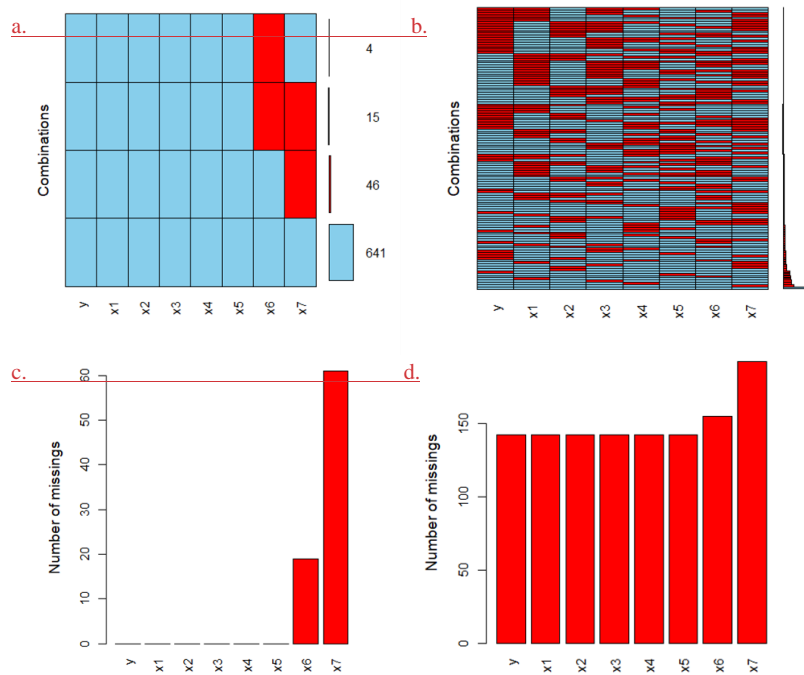 a.
b.
4
15
46
641
Combinations
Combinations
y x1 x2 x3 x4 x5 x6 x7
y x1 x2 x3 x4 x5 x6 x7
c.
d.
60
50
40
30
20
10
0
Number of missings
150
100
50
0
Number of missings
y x1 x2 x3 x4 x5 x6 x7
y x1 x2 x3 x4 x5 x6 x7